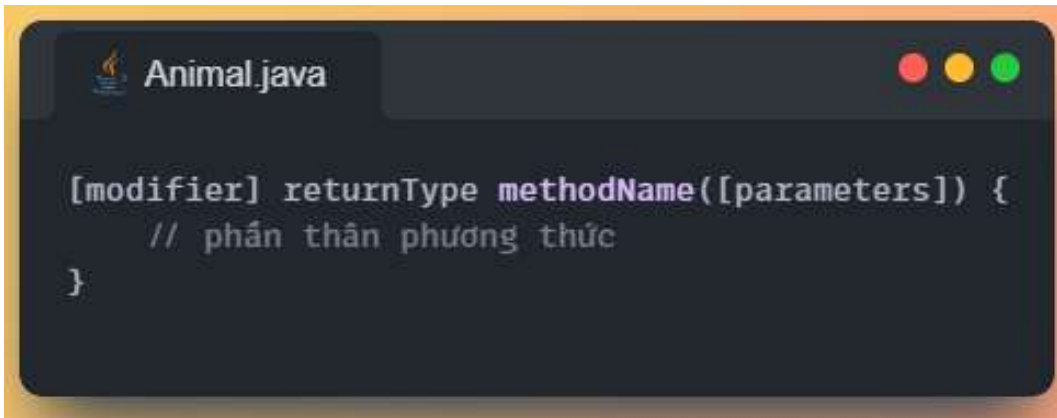 Animal.java
[modifier] returnType methodName([parameters]) {
// phần thân phương thức
}